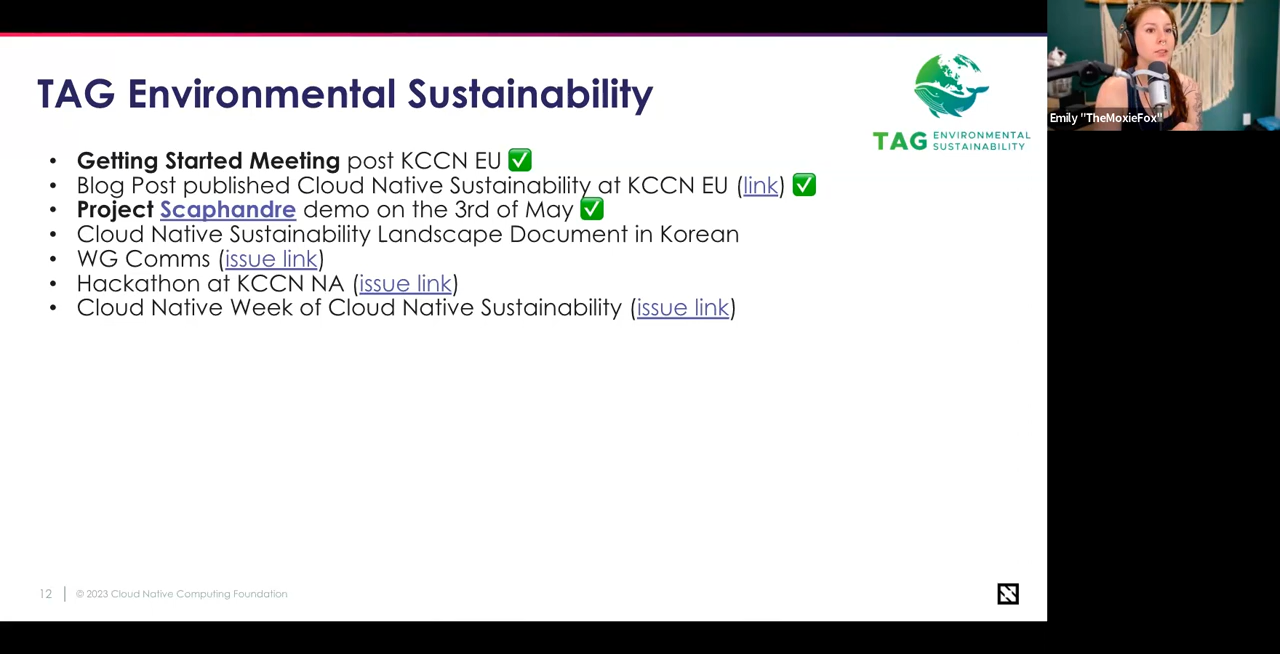 TAG Environmental Sustainability
TAG ENVIRONMENTAL
SUSTAINABILITY
• Getting Started Meeting post KCCN EU ✅
• Blog Post published Cloud Native Sustainability at KCCN EU (link) ✅
• Project Scaphandre demo on the 3rd of May ✅
• Cloud Native Sustainability Landscape Document in Korean
• WG Comms (issue link)
• Hackathon at KCCN NA (issue link)
• Cloud Native Week of Cloud Native Sustainability (issue link)
12 | © 2023 Cloud Native Computing Foundation
Emily "TheMoxieFox"